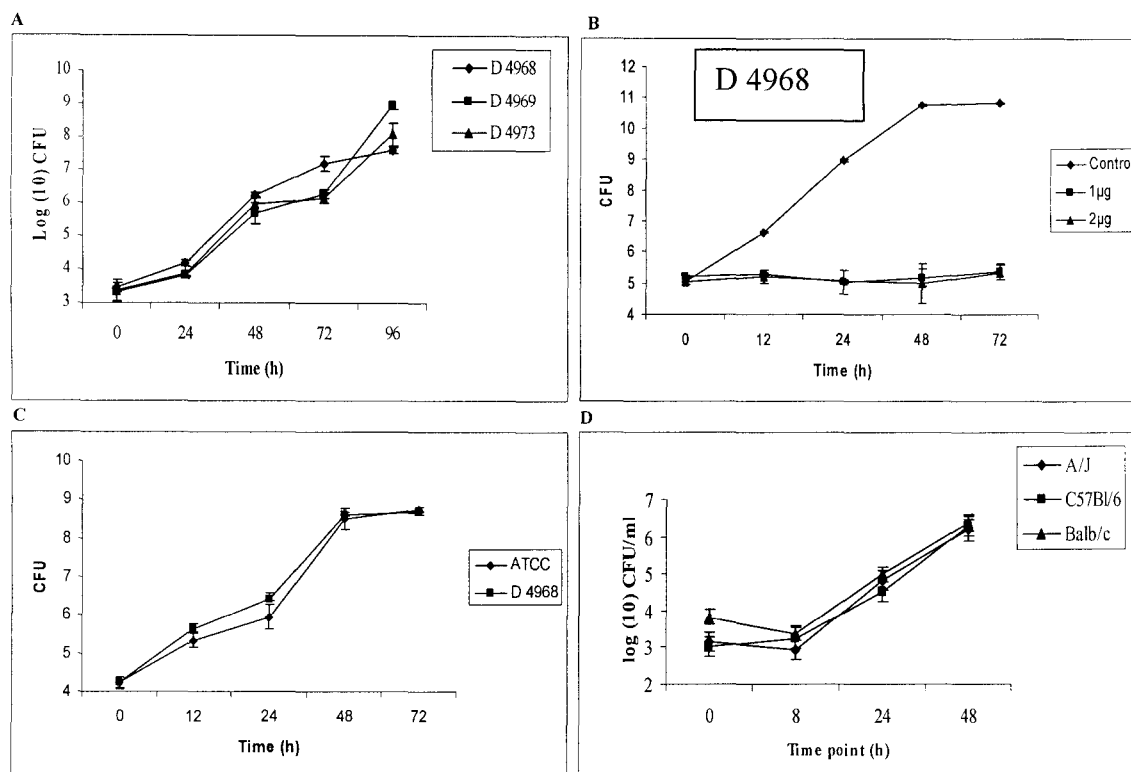 A
Log (10) CFU
10
9
8
7
6
5
4
3
0 24 48 72 96
Time (h)
D 4968
D 4969
D 4973
B
D 4968
CFU
12
11
10
9
8
7
6
5
4
0 12 24 48 72
Time (h)
Contro
1µg
2µg
C
CFU
10
9
8
7
6
5
4
0 12 24 48 72
Time (h)
ATCC
D 4968
D
log (10) CFU/ml
7
6
5
4
3
2
0 8 24 48
Time point (h)
A/J
C57Bl/6
Balb/c